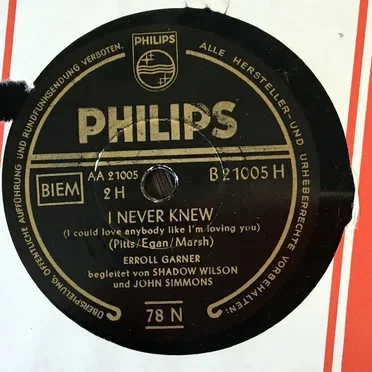 PHILIPS
PHILIPS
ALLE HERSTELLER- UND URHEBERRECHTE VORBEHALTEN:
ÜBERSPIELUNG, ÖFFENTLICHE AUFFÜHRUNG UND RUNDFUNKSENDUNG VERBOTEN.
BIEM
AA 21005
2 H
B 21005 H
I NEVER KNEW
(I could love anybody like I'm loving you)
(Pitts/Egan/Marsh)
ERROLL GARNER
begleitet von SHADOW WILSON
und JOHN SIMMONS
78 N